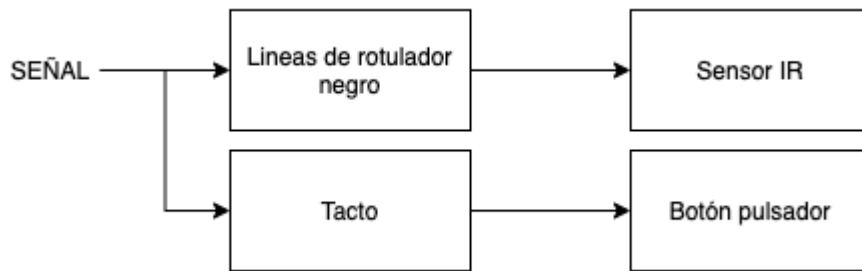 SEÑAL
Lineas de rotulador
negro
Sensor IR
Tacto
Botón pulsador